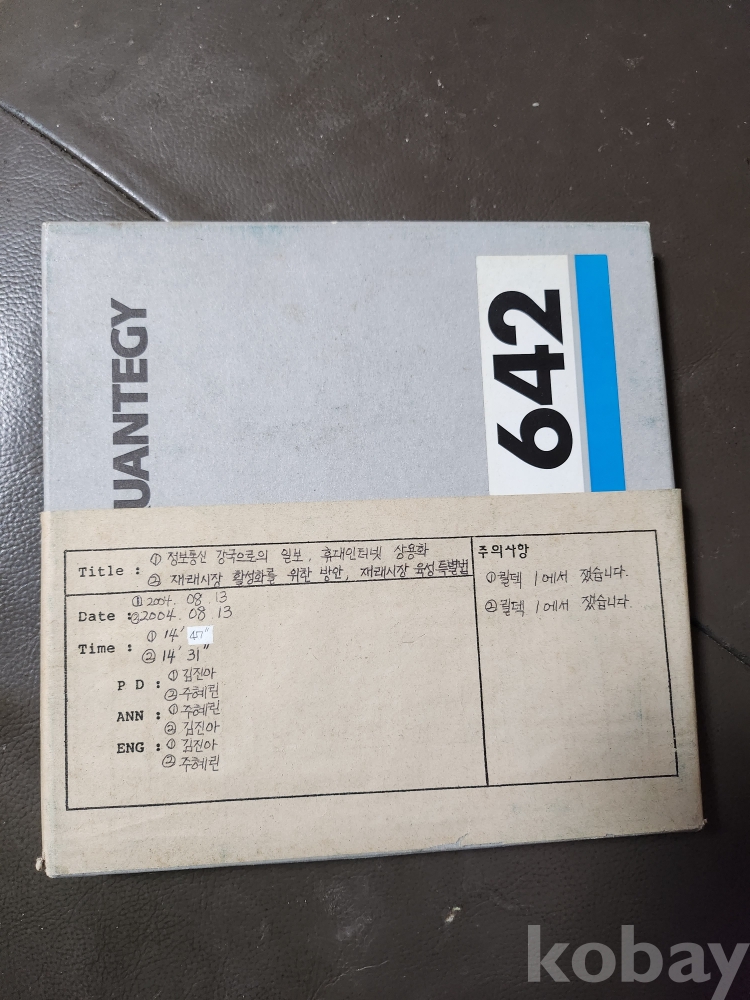 QUANTEGY
642
Title : ① 정보통신 강국으로의 일보, 휴대인터넷 상용화
② 재래시장 활성화를 위한 방안, 재래시장 육성특별법
Date : ① 2004. 08. 13
② 2004. 08 13
Time : ① 14' 47"
② 14' 31"
P D : ① 김진아
② 주혜린
ANN : ① 주혜린
② 김진아
ENG : ① 김진아
② 주혜린
주의사항
① 릴덱 1에서 쟀습니다.
② 릴덱 1에서 쟀습니다.
kobay